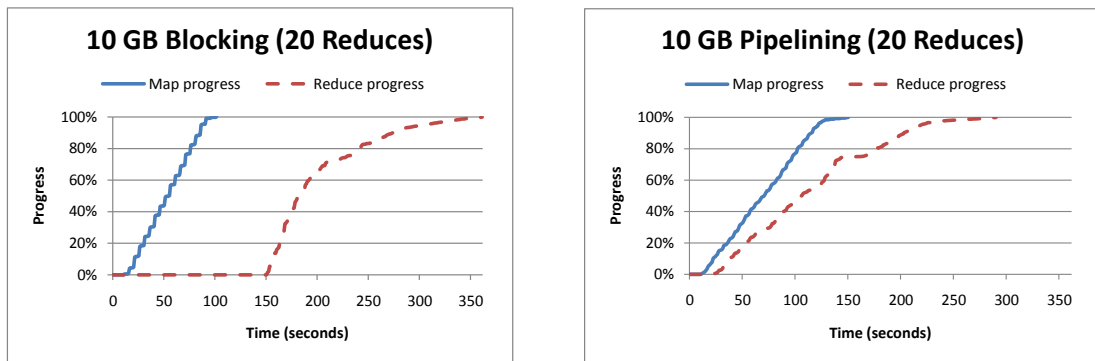 10 GB Blocking (20 Reduces)
Map progress
Reduce progress
100%
80%
60%
40%
20%
0%
Progress
0 50 100 150 200 250 300 350
Time (seconds)
10 GB Pipelining (20 Reduces)
Map progress
Reduce progress
100%
80%
60%
40%
20%
0%
Progress
0 50 100 150 200 250 300 350
Time (seconds)